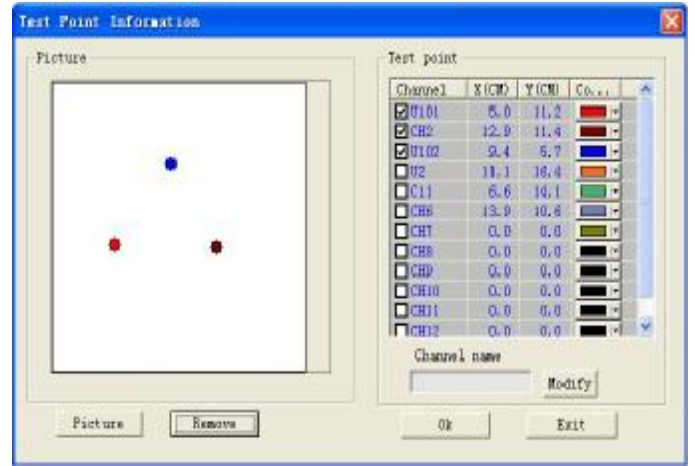 Test Point Information
Picture
Test point
Channel X(CM) Y(CM) Co...
U101 5.0 11.2
CH2 12.9 11.4
U102 9.4 5.7
U2 11.1 16.4
C11 6.6 14.1
CH6 13.9 10.6
CH7 0.0 0.0
CH8 0.0 0.0
CH9 0.0 0.0
CH10 0.0 0.0
CH11 0.0 0.0
CH12 0.0 0.0
Channel name
Modify
Picture Remove Ok Exit